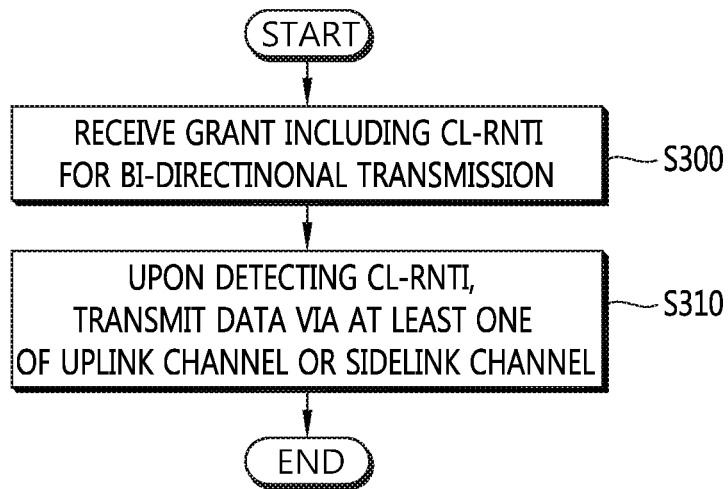 START
RECEIVE GRANT INCLUDING CL-RNTI
FOR BI-DIRECTINONAL TRANSMISSION
S300
UPON DETECTING CL-RNTI,
TRANSMIT DATA VIA AT LEAST ONE
OF UPLINK CHANNEL OR SIDELINK CHANNEL
S310
END